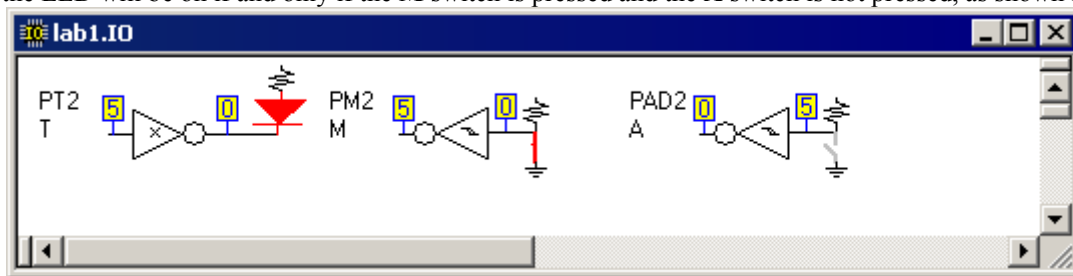 the LED will be on if and only if the M switch is pressed and the A switch is not pressed, as shown
IO lab1.IO
PT2 5 x 0 PM2 5 0 PAD2 0 5
T M A